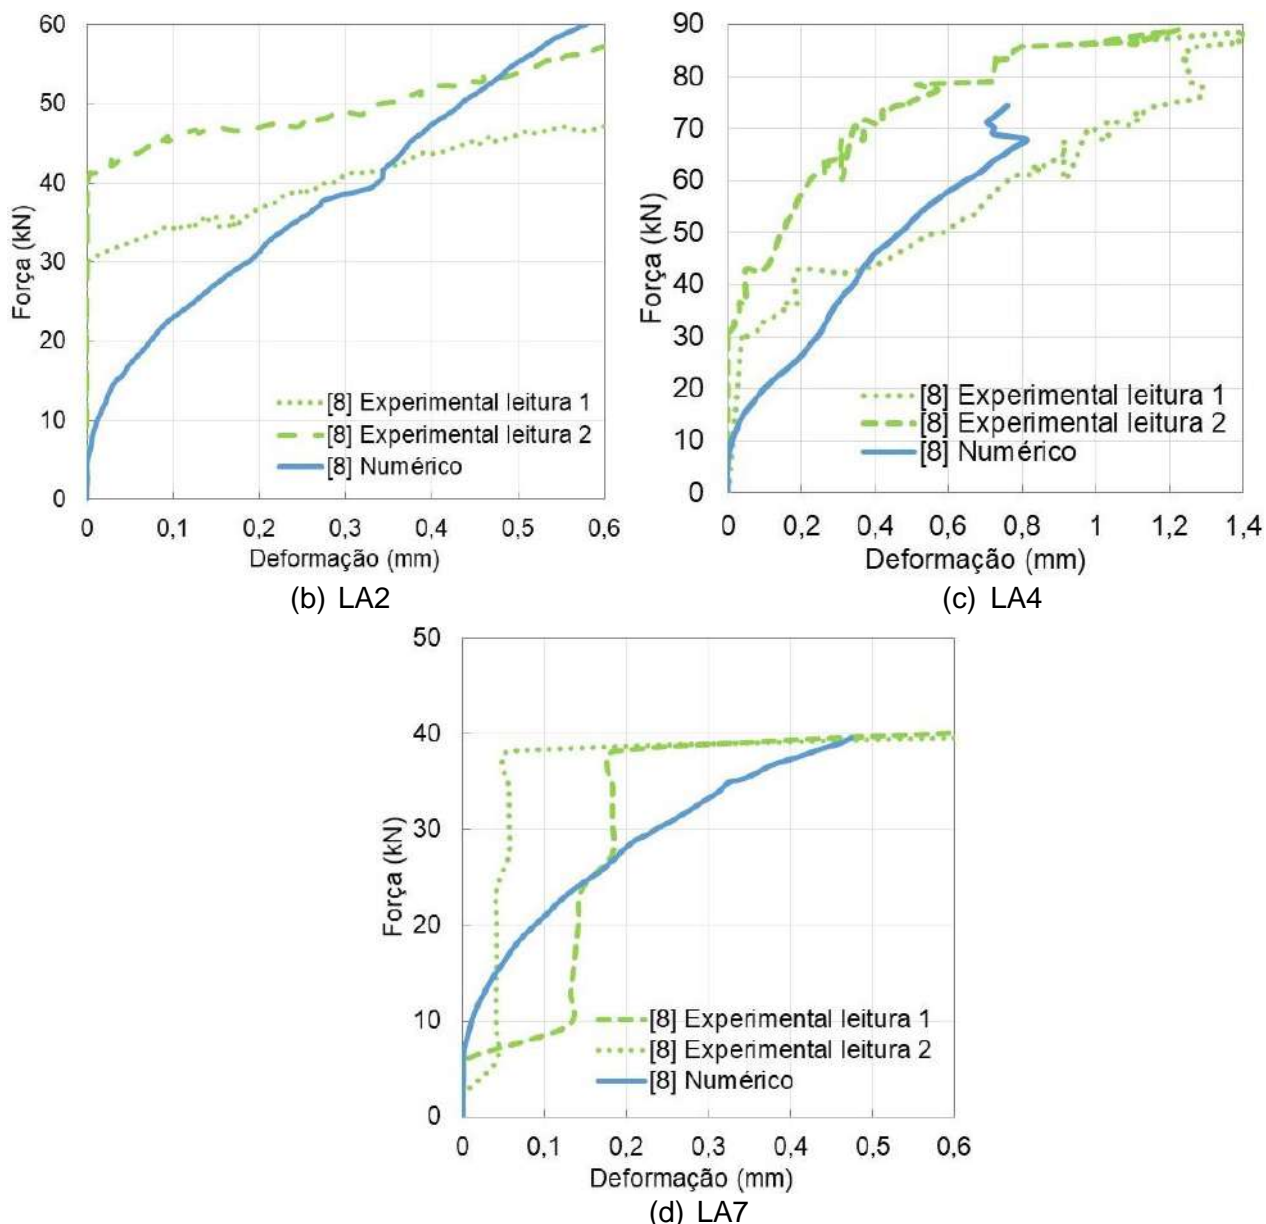 60
50
40
30
20
10
0
Força (kN)
[8] Experimental leitura 1
[8] Experimental leitura 2
[8] Numérico
0 0,1 0,2 0,3 0,4 0,5 0,6
Deformação (mm)
(b) LA2
90
80
70
60
50
40
30
20
10
0
Força (kN)
[8] Experimental leitura 1
[8] Experimental leitura 2
[8] Numérico
0 0,2 0,4 0,6 0,8 1 1,2 1,4
Deformação (mm)
(c) LA4
50
40
30
20
10
0
Força (kN)
[8] Experimental leitura 1
[8] Experimental leitura 2
[8] Numérico
0 0,1 0,2 0,3 0,4 0,5 0,6
Deformação (mm)
(d) LA7